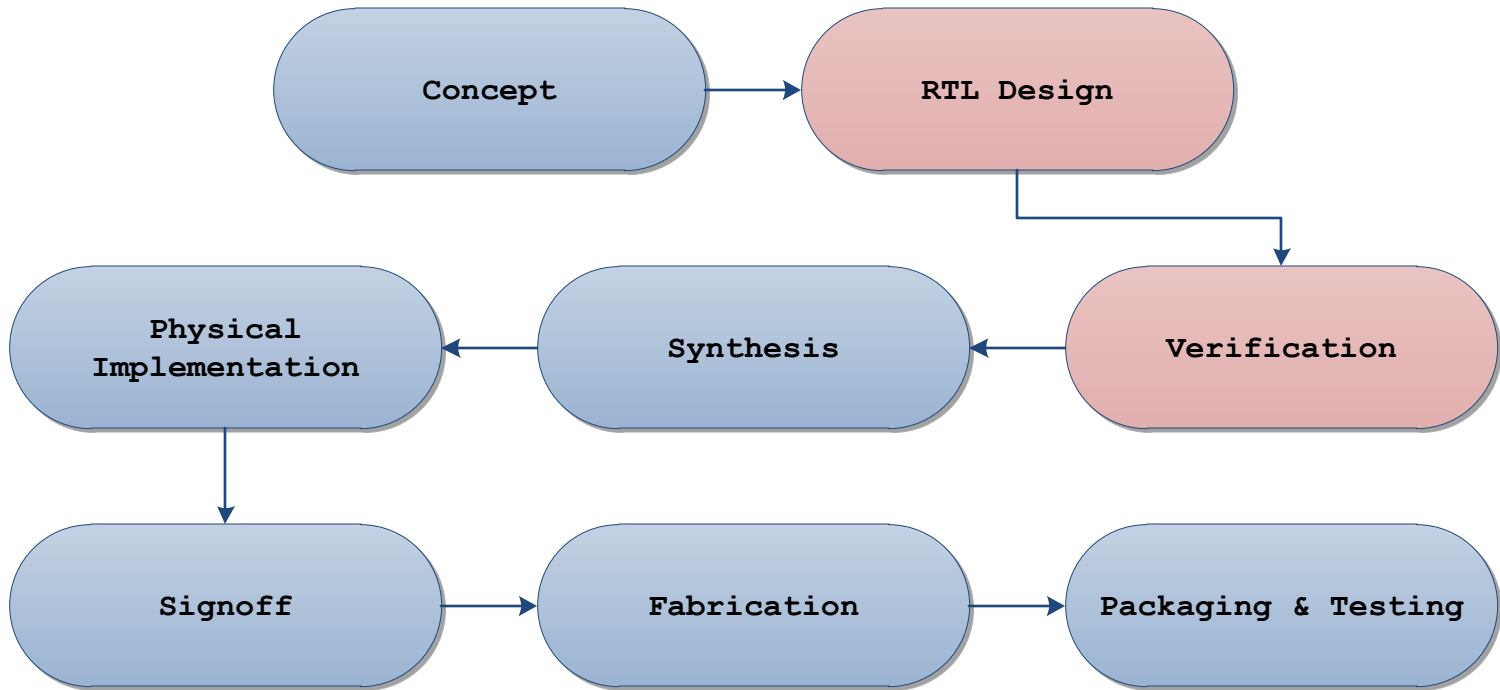 Concept
RTL Design
Verification
Synthesis
Physical
Implementation
Signoff
Fabrication
Packaging & Testing